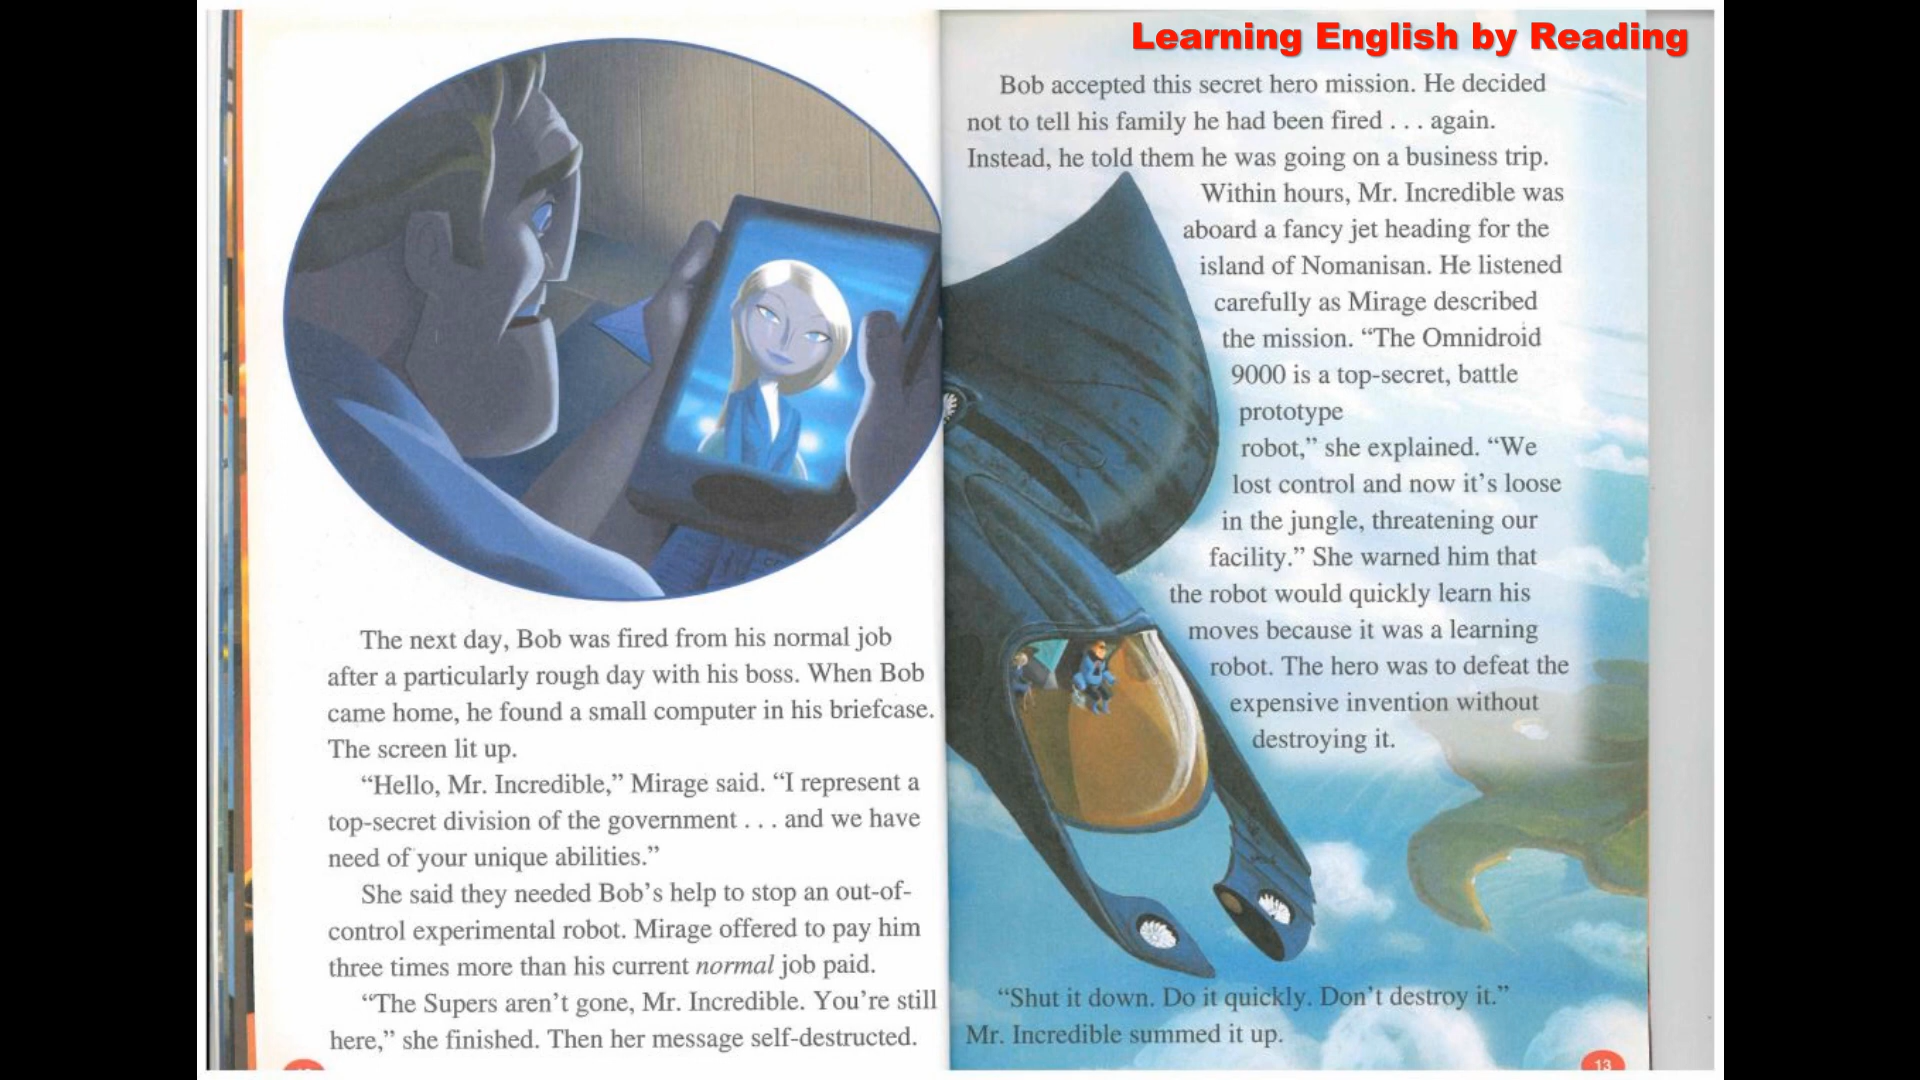 The next day, Bob was fired from his normal job
after a particularly rough day with his boss. When Bob
came home, he found a small computer in his briefcase.
The screen lit up.
“Hello, Mr. Incredible,” Mirage said. “I represent a
top-secret division of the government . . . and we have
need of your unique abilities.”
She said they needed Bob’s help to stop an out-of-
control experimental robot. Mirage offered to pay him
three times more than his current normal job paid.
“The Supers aren’t gone, Mr. Incredible. You’re still
here,” she finished. Then her message self-destructed.
Learning English by Reading
Bob accepted this secret hero mission. He decided
not to tell his family he had been fired . . . again.
Instead, he told them he was going on a business trip.
Within hours, Mr. Incredible was
aboard a fancy jet heading for the
island of Nomanisan. He listened
carefully as Mirage described
the mission. “The Omnidroid
9000 is a top-secret, battle
prototype
robot,” she explained. “We
lost control and now it’s loose
in the jungle, threatening our
facility.” She warned him that
the robot would quickly learn his
moves because it was a learning
robot. The hero was to defeat the
expensive invention without
destroying it.
“Shut it down. Do it quickly. Don’t destroy it.”
Mr. Incredible summed it up.
13